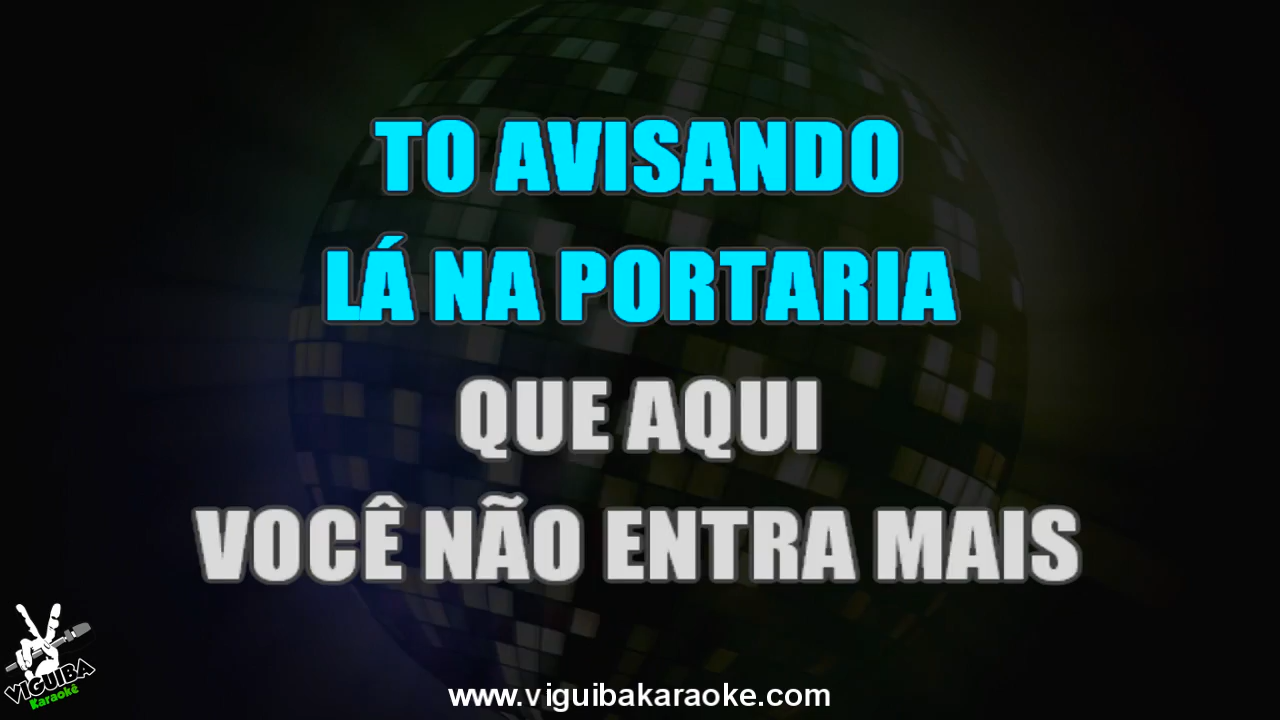 TO AVISANDO
LÁ NA PORTARIA
QUE AQUI
VOCÊ NÃO ENTRA MAIS
VIGUIBA
Karaokê
www.viguibakaraoke.com